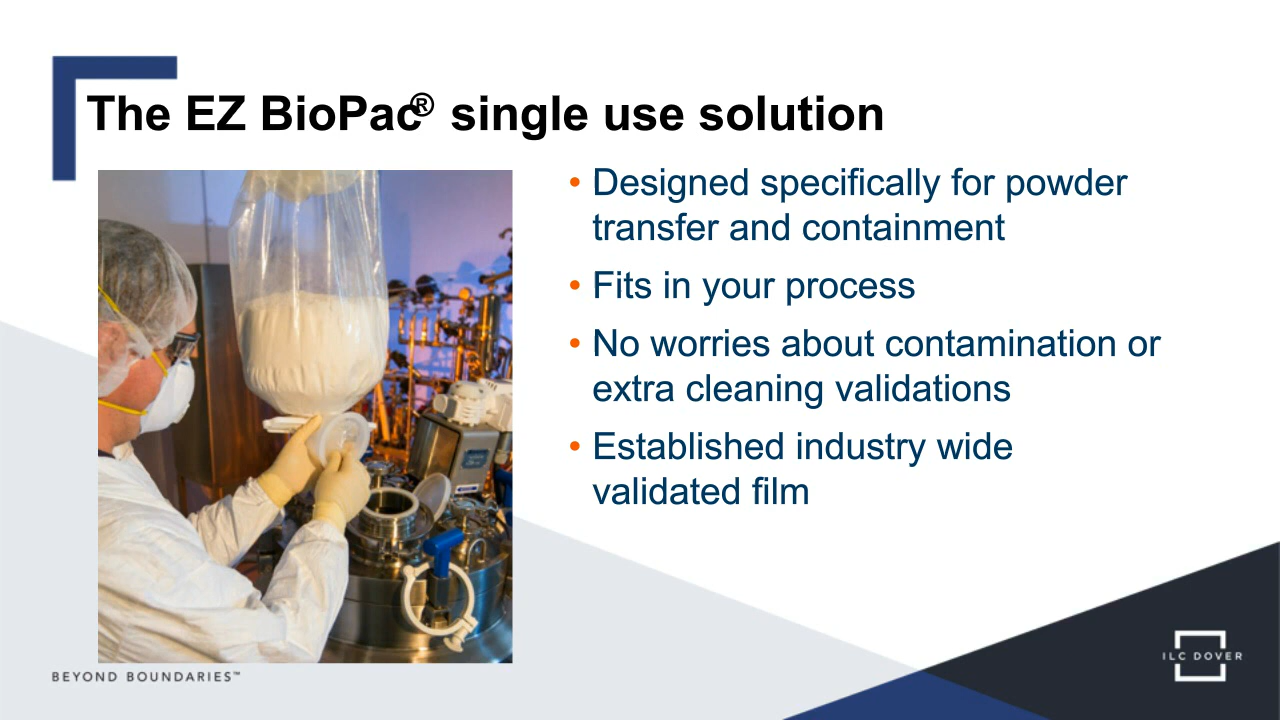 The EZ BioPac® single use solution
• Designed specifically for powder
transfer and containment
• Fits in your process
• No worries about contamination or
extra cleaning validations
• Established industry wide
validated film
BEYOND BOUNDARIES™
ILC DOVER